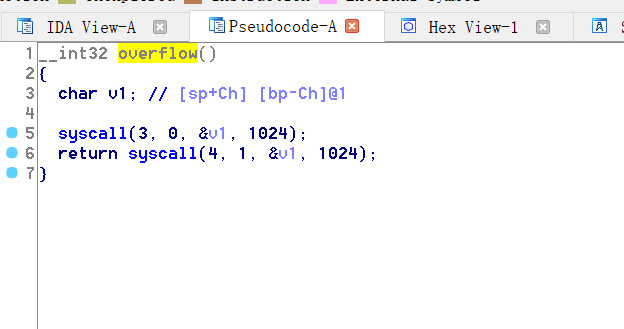 IDA View-A Pseudocode-A Hex View-1
1 __int32 overflow()
2 {
3 char v1; // [sp+Ch] [bp-Ch]@1
4
5 syscall(3, 0, &v1, 1024);
6 return syscall(4, 1, &v1, 1024);
7 }